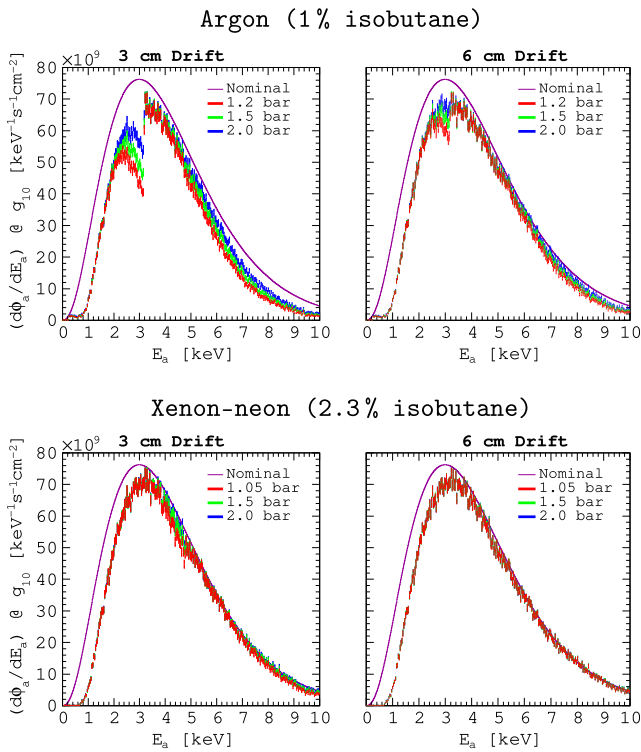 Argon (1% isobutane)
3 cm Drift
6 cm Drift
×10⁹
(dϕₐ/dEₐ) @ g₁₀ [keV⁻¹s⁻¹cm⁻²]
80
70
60
50
40
30
20
10
0
Nominal
1.2 bar
1.5 bar
2.0 bar
Nominal
1.2 bar
1.5 bar
2.0 bar
0 1 2 3 4 5 6 7 8 9 10
0 1 2 3 4 5 6 7 8 9 10
Eₐ [keV]
Eₐ [keV]
Xenon-neon (2.3% isobutane)
3 cm Drift
6 cm Drift
×10⁹
(dϕₐ/dEₐ) @ g₁₀ [keV⁻¹s⁻¹cm⁻²]
80
70
60
50
40
30
20
10
0
Nominal
1.05 bar
1.5 bar
2.0 bar
Nominal
1.05 bar
1.5 bar
2.0 bar
0 1 2 3 4 5 6 7 8 9 10
0 1 2 3 4 5 6 7 8 9 10
Eₐ [keV]
Eₐ [keV]